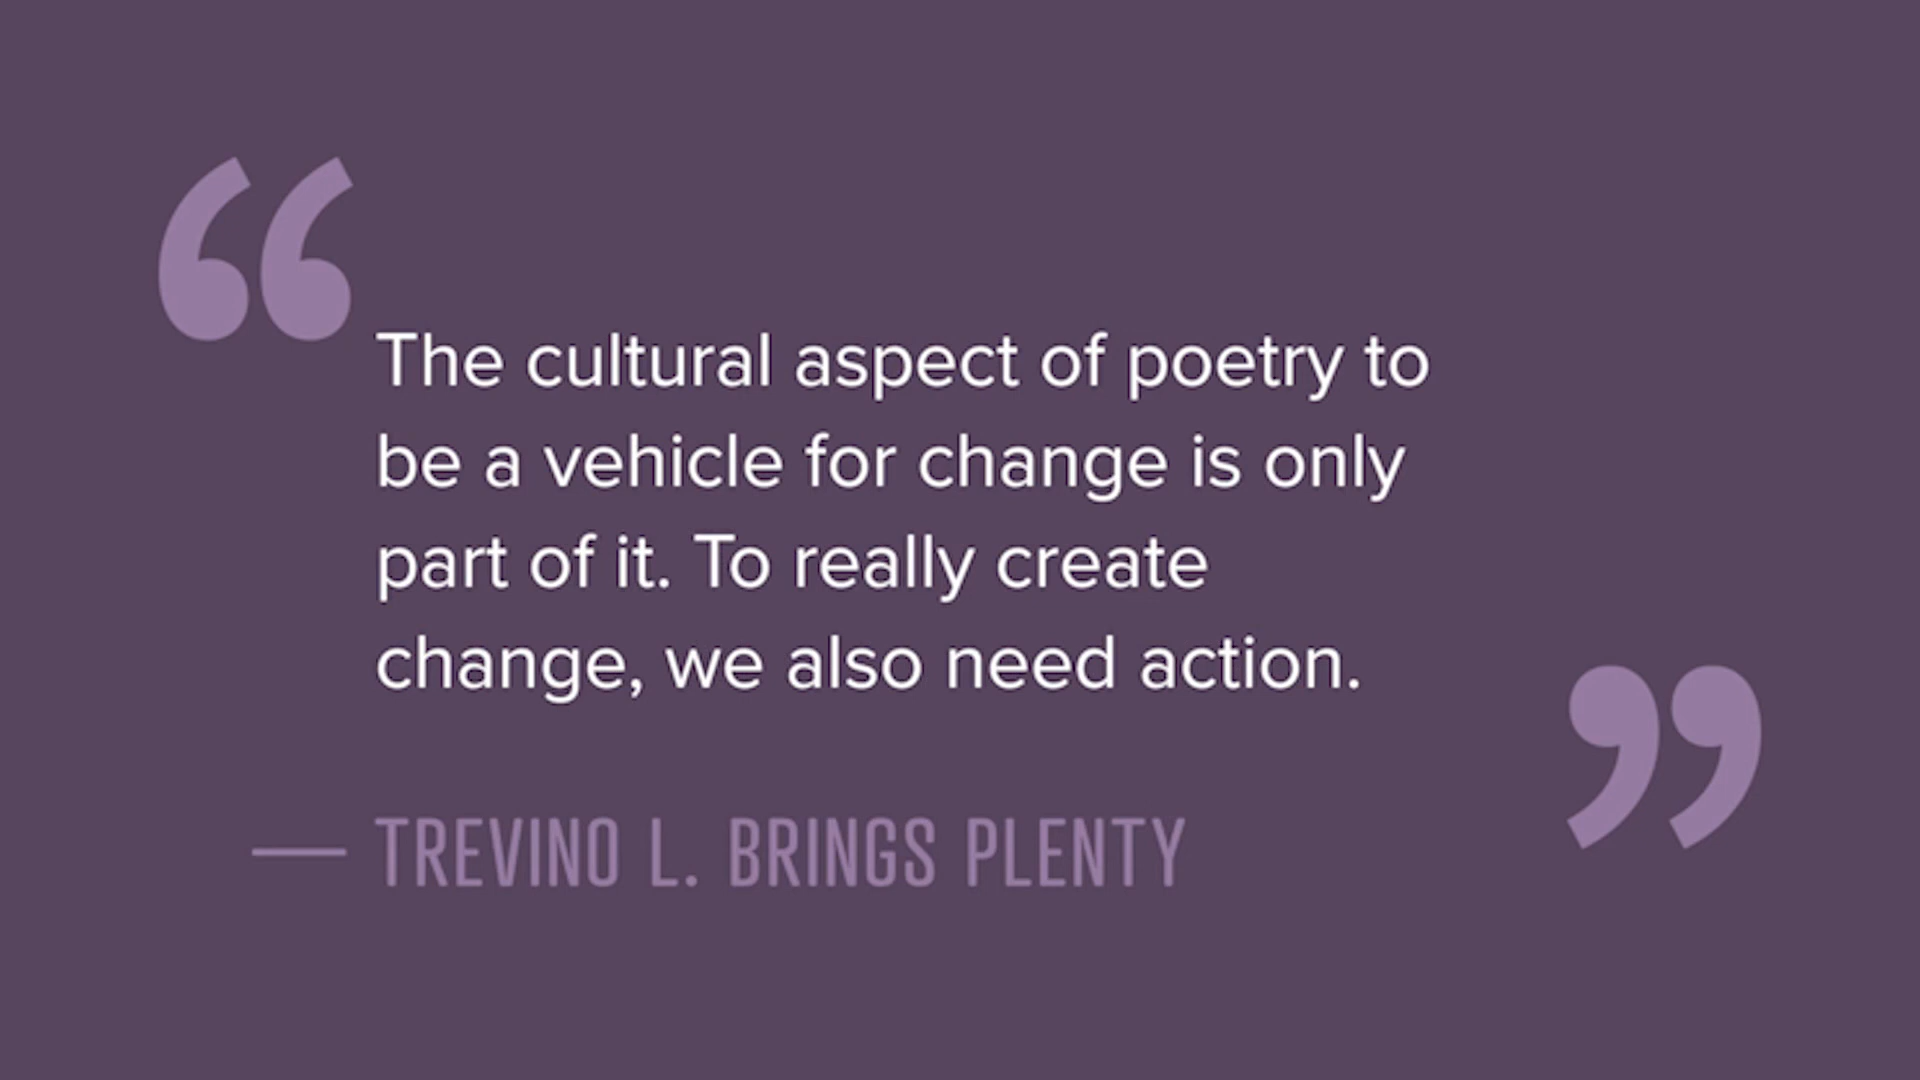 “The cultural aspect of poetry to
be a vehicle for change is only
part of it. To really create
change, we also need action.”
— TREVINO L. BRINGS PLENTY